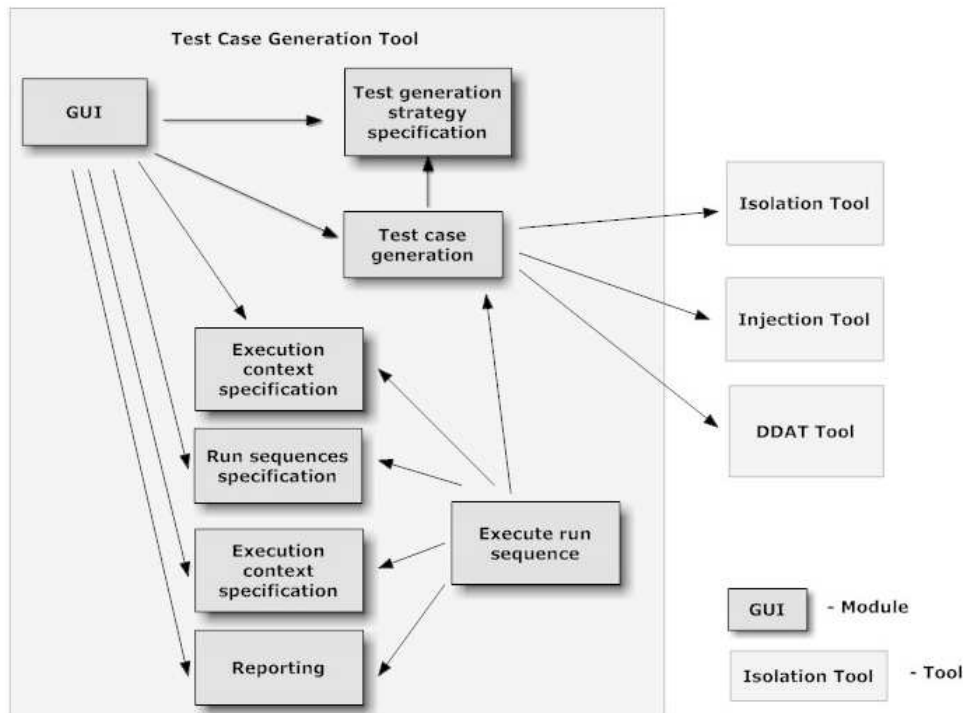 Test Case Generation Tool
GUI
Test generation
strategy
specification
Test case
generation
Isolation Tool
Injection Tool
DDAT Tool
Execution
context
specification
Run sequences
specification
Execute run
sequence
Execution
context
specification
Reporting
GUI
- Module
Isolation Tool
- Tool